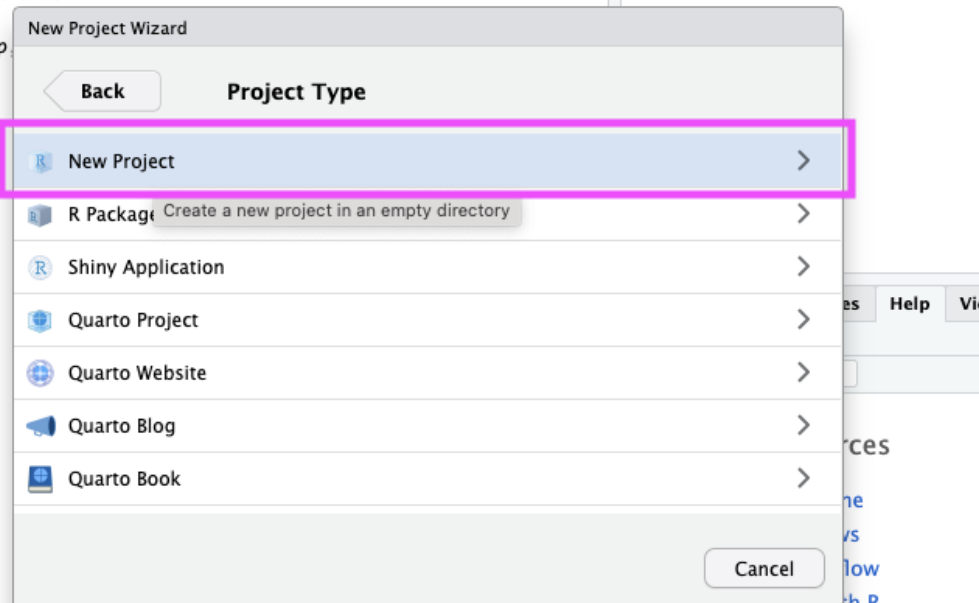 New Project Wizard
Back
Project Type
New Project
R Package
Create a new project in an empty directory
Shiny Application
Quarto Project
Quarto Website
Quarto Blog
Quarto Book
Cancel
Help